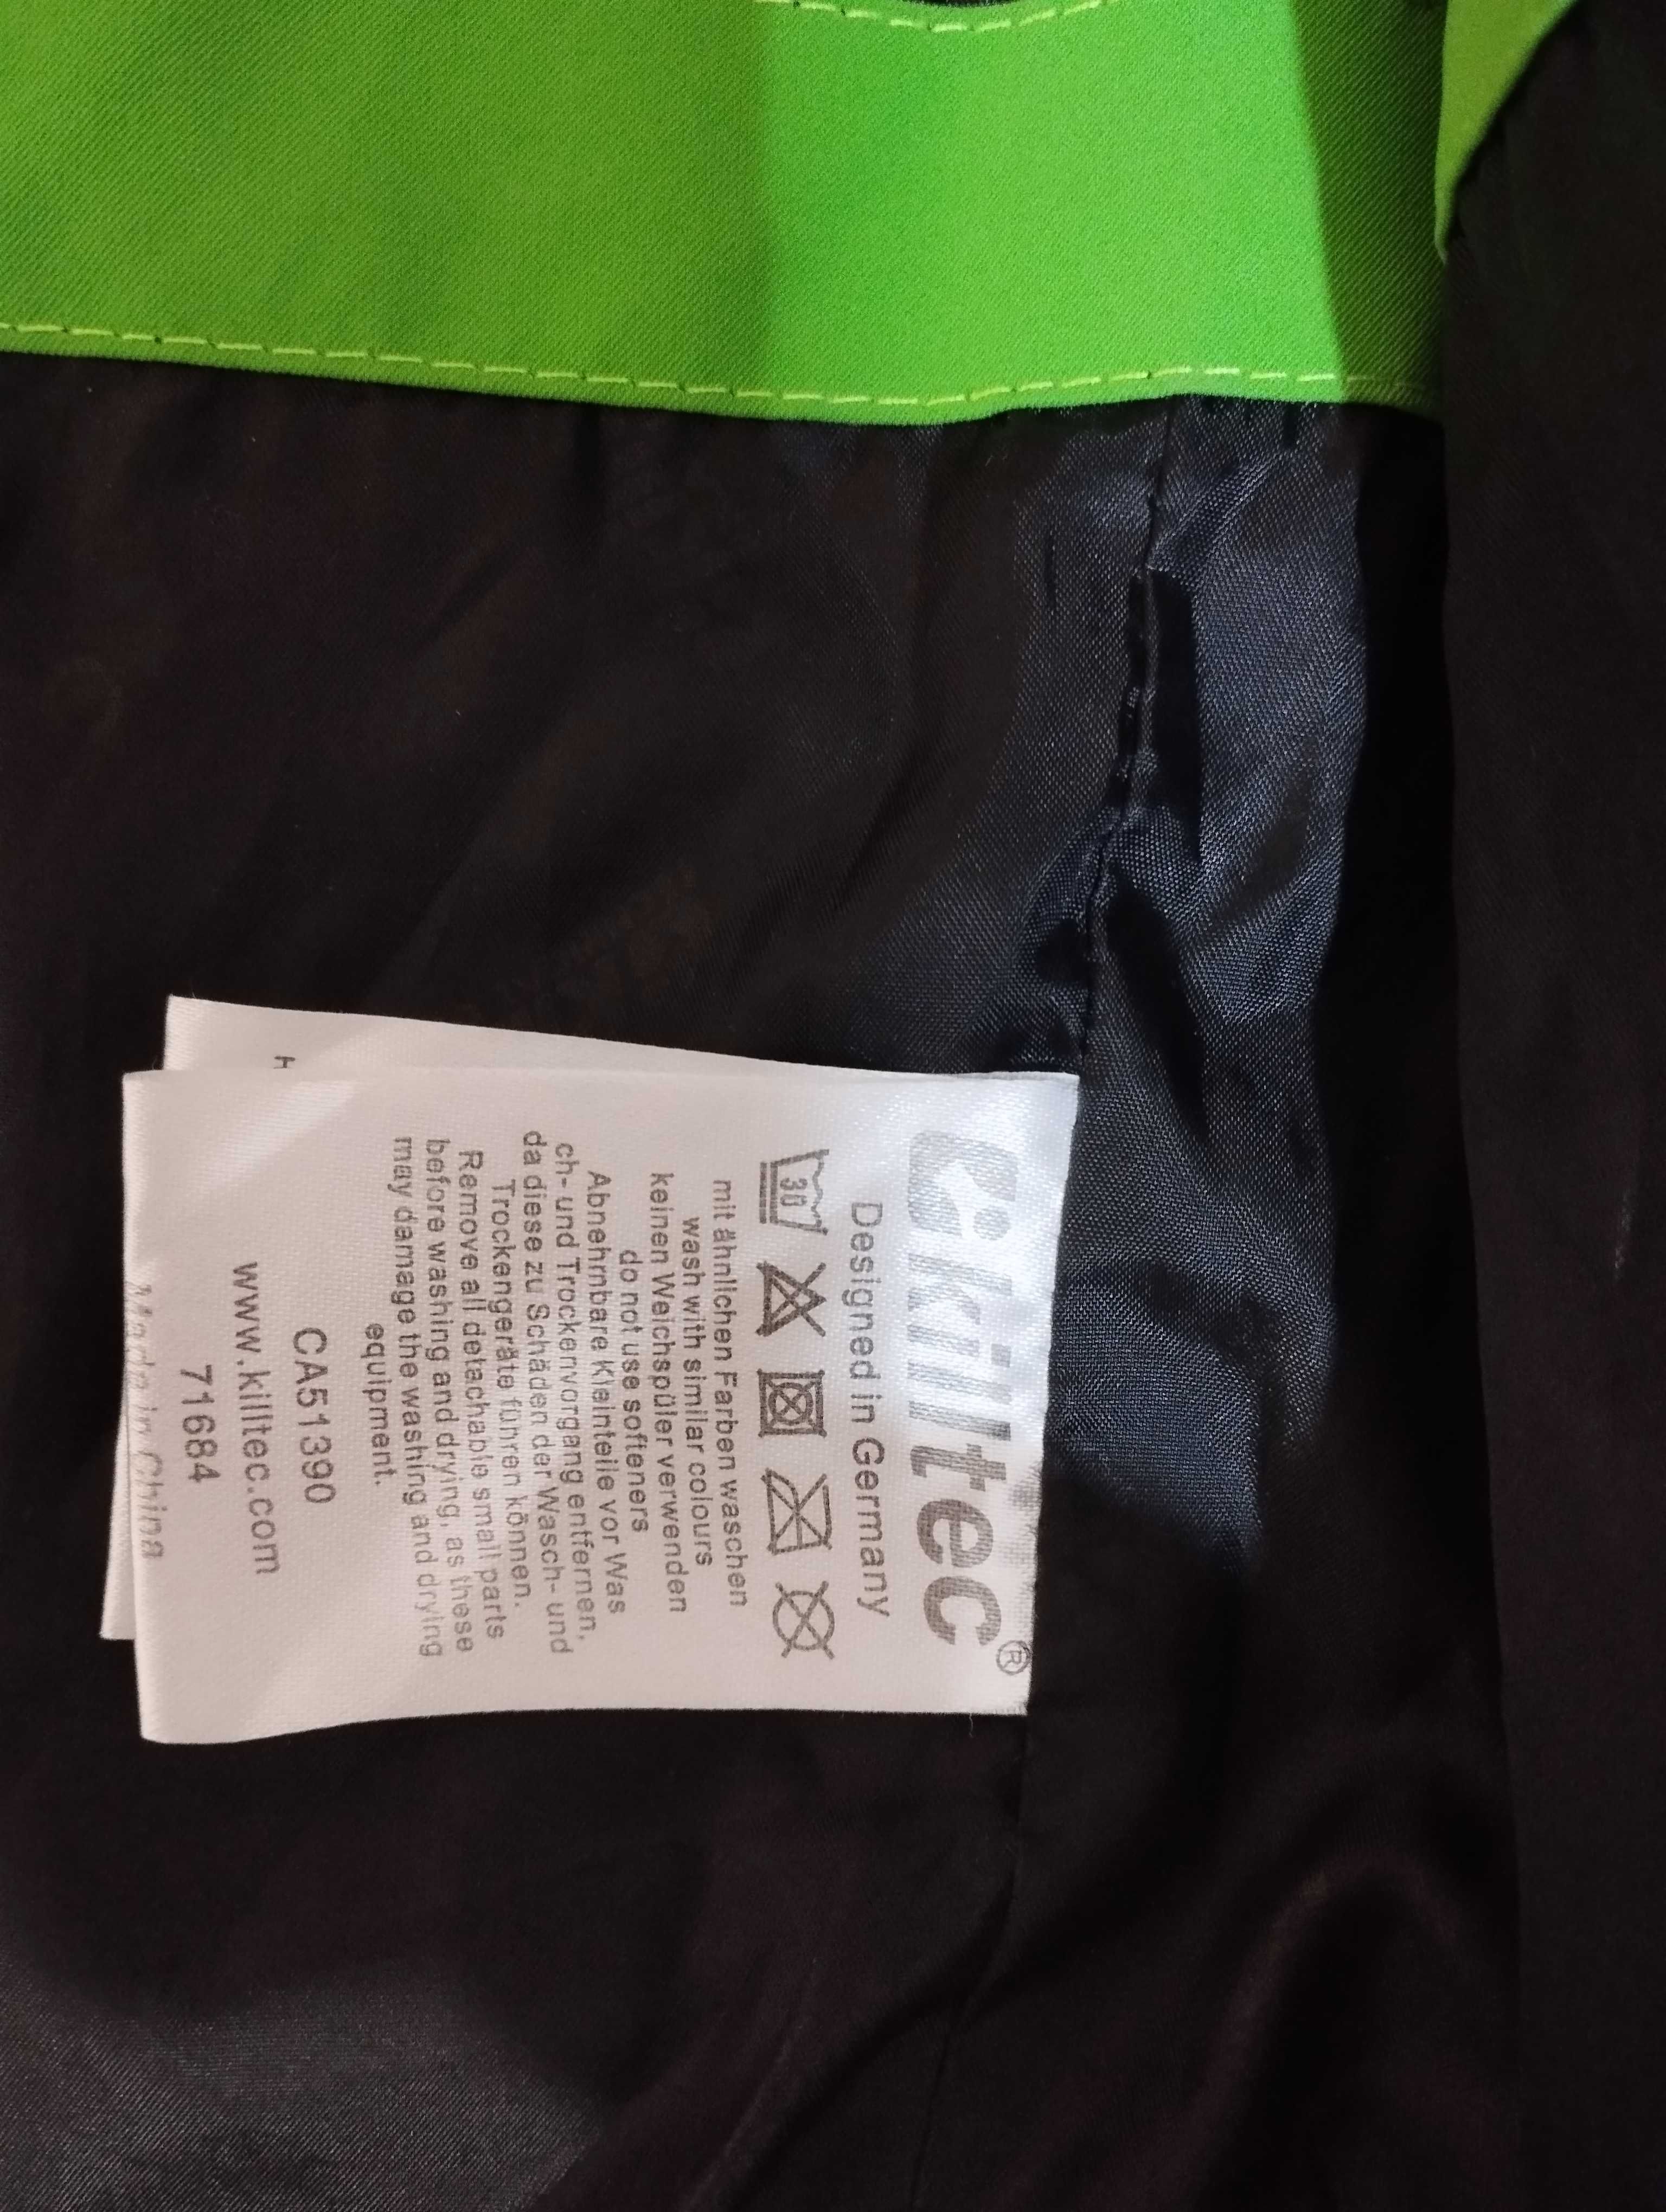 killtec®
Designed in Germany
30
mit ähnlichen Farben waschen
wash with similar colours
keinen Weichspüler verwenden
do not use softeners
Abnehmbare Kleinteile vor Was
ch- und Trockenvorgang entfernen,
da diese zu Schäden der Wasch- und
Trockengeräte führen können.
Remove all detachable small parts
before washing and drying, as these
may damage the washing and drying
equipment.
CA51390
www.killtec.com
71684
Made in China
H